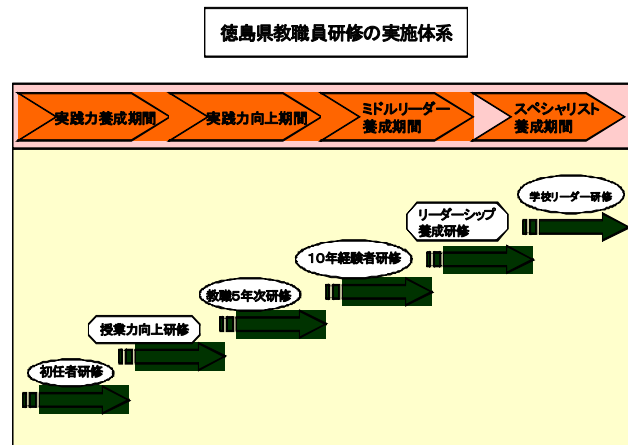 徳島県教職員研修の実施体系
実践力養成期間
実践力向上期間
ミドルリーダー
養成期間
スペシャリスト
養成期間
学校リーダー研修
リーダーシップ
養成研修
10年経験者研修
教職5年次研修
授業力向上研修
初任者研修